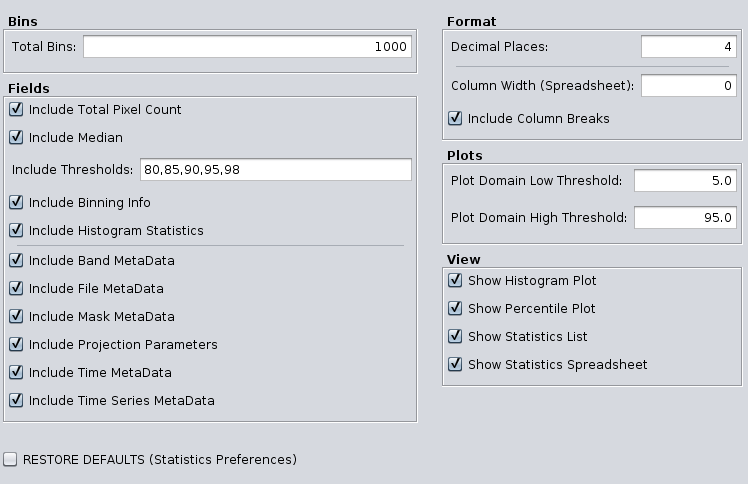 Bins
Total Bins: 1000
Fields
Include Total Pixel Count
Include Median
Include Thresholds: 80,85,90,95,98
Include Binning Info
Include Histogram Statistics
Include Band MetaData
Include File MetaData
Include Mask MetaData
Include Projection Parameters
Include Time MetaData
Include Time Series MetaData
RESTORE DEFAULTS (Statistics Preferences)
Format
Decimal Places: 4
Column Width (Spreadsheet): 0
Include Column Breaks
Plots
Plot Domain Low Threshold: 5.0
Plot Domain High Threshold: 95.0
View
Show Histogram Plot
Show Percentile Plot
Show Statistics List
Show Statistics Spreadsheet